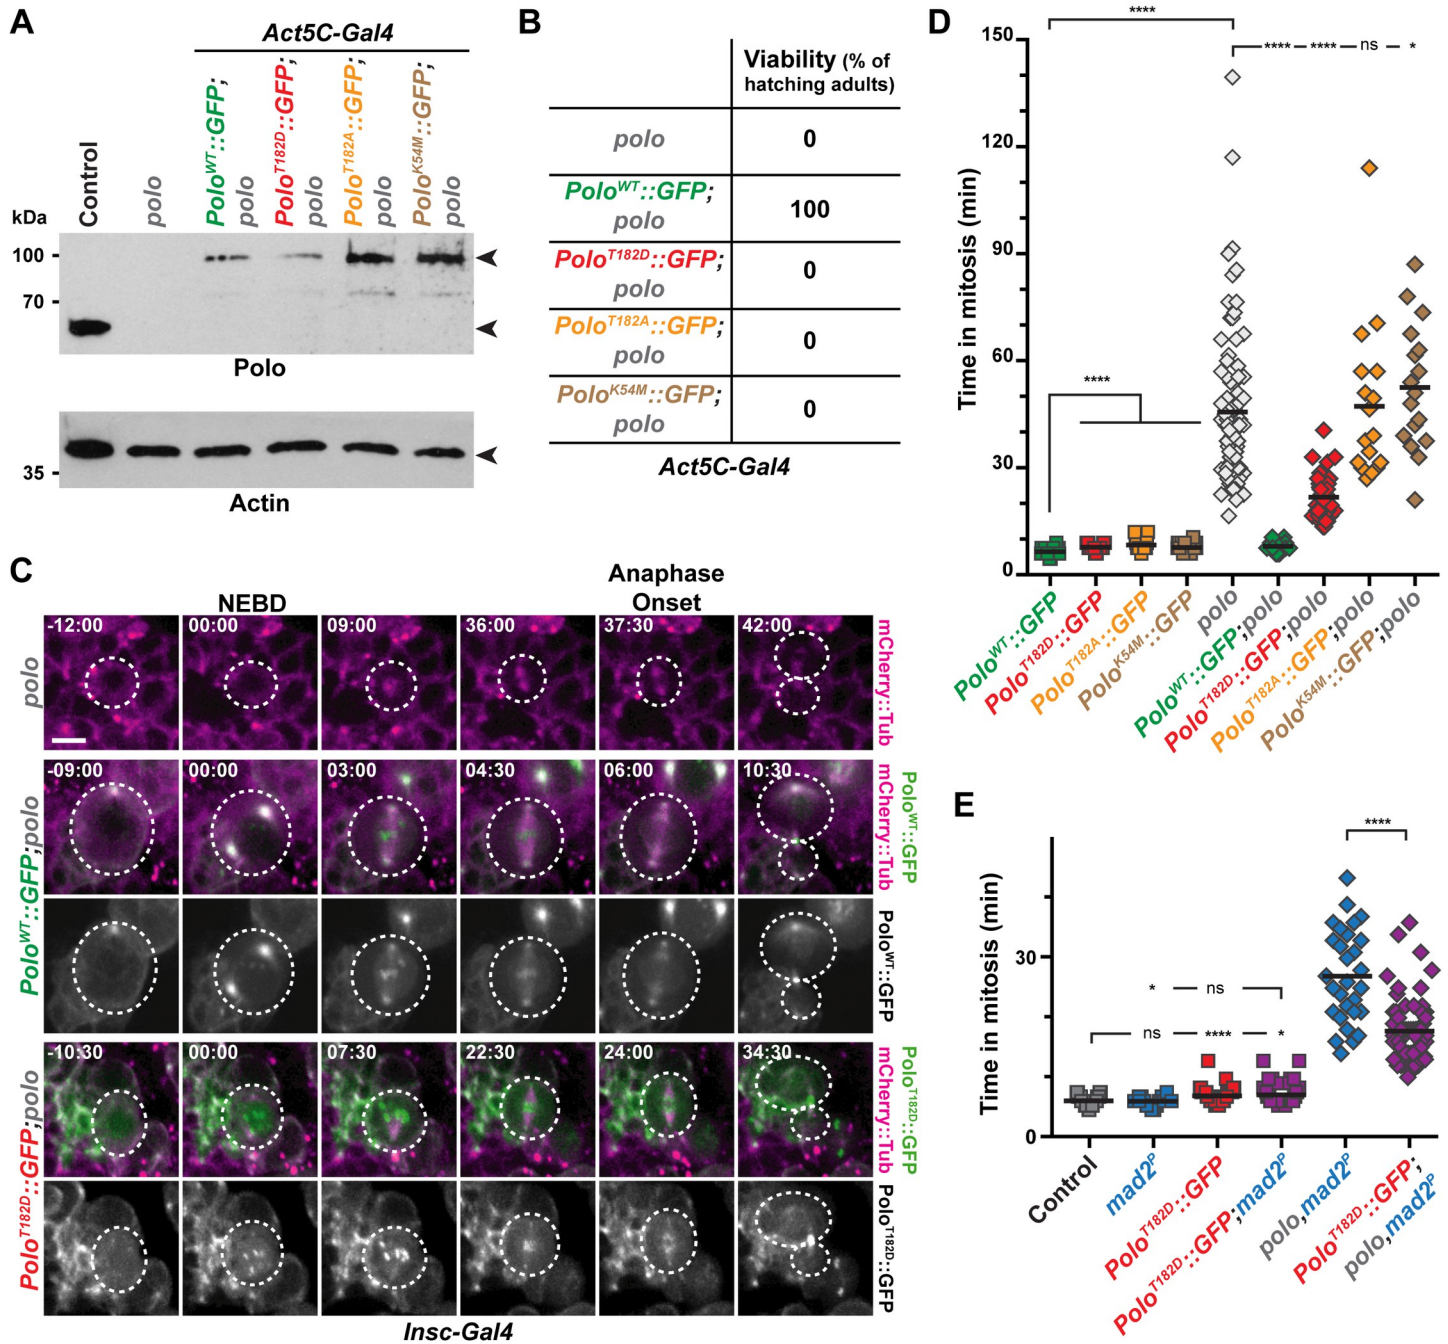 A
Act5C-Gal4
Control
polo
PoloWT::GFP;
polo
PoloT182D::GFP;
polo
PoloT182A::GFP;
polo
PoloK54M::GFP;
polo
kDa
100
70
Polo
35
Actin
B
Viability (% of
hatching adults)
polo
0
PoloWT::GFP;
polo
100
PoloT182D::GFP;
polo
0
PoloT182A::GFP;
polo
0
PoloK54M::GFP;
polo
0
Act5C-Gal4
C
NEBD
Anaphase
Onset
polo
-12:00
00:00
09:00
36:00
37:30
42:00
mCherry::Tub
PoloWT::GFP;polo
-09:00
00:00
03:00
04:30
06:00
10:30
PoloWT::GFP
mCherry::Tub
PoloWT::GFP
PoloT182D::GFP;polo
-10:30
00:00
07:30
22:30
24:00
34:30
PoloT182D::GFP
mCherry::Tub
PoloT182D::GFP
Insc-Gal4
D
****
**** **** ns *
****
Time in mitosis (min)
150
120
90
60
30
0
PoloWT::GFP
PoloT182D::GFP
PoloT182A::GFP
PoloK54M::GFP
polo
PoloWT::GFP;polo
PoloT182D::GFP;polo
PoloT182A::GFP;polo
PoloK54M::GFP;polo
E
****
* ns
ns **** *
Time in mitosis (min)
30
0
Control
mad2P
PoloT182D::GFP
PoloT182D::GFP;mad2P
polo,mad2P
PoloT182D::GFP;
polo,mad2P